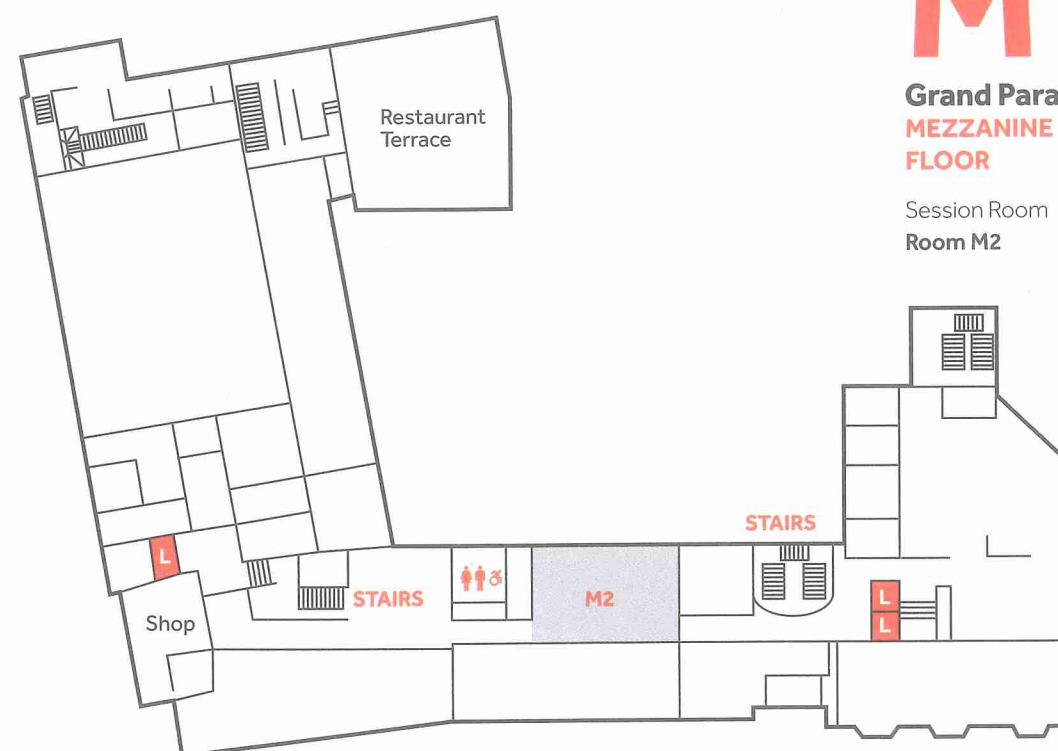 M
Grand Para
MEZZANINE
FLOOR
Session Room
Room M2
Restaurant
Terrace
STAIRS
L
STAIRS
M2
L
L
Shop